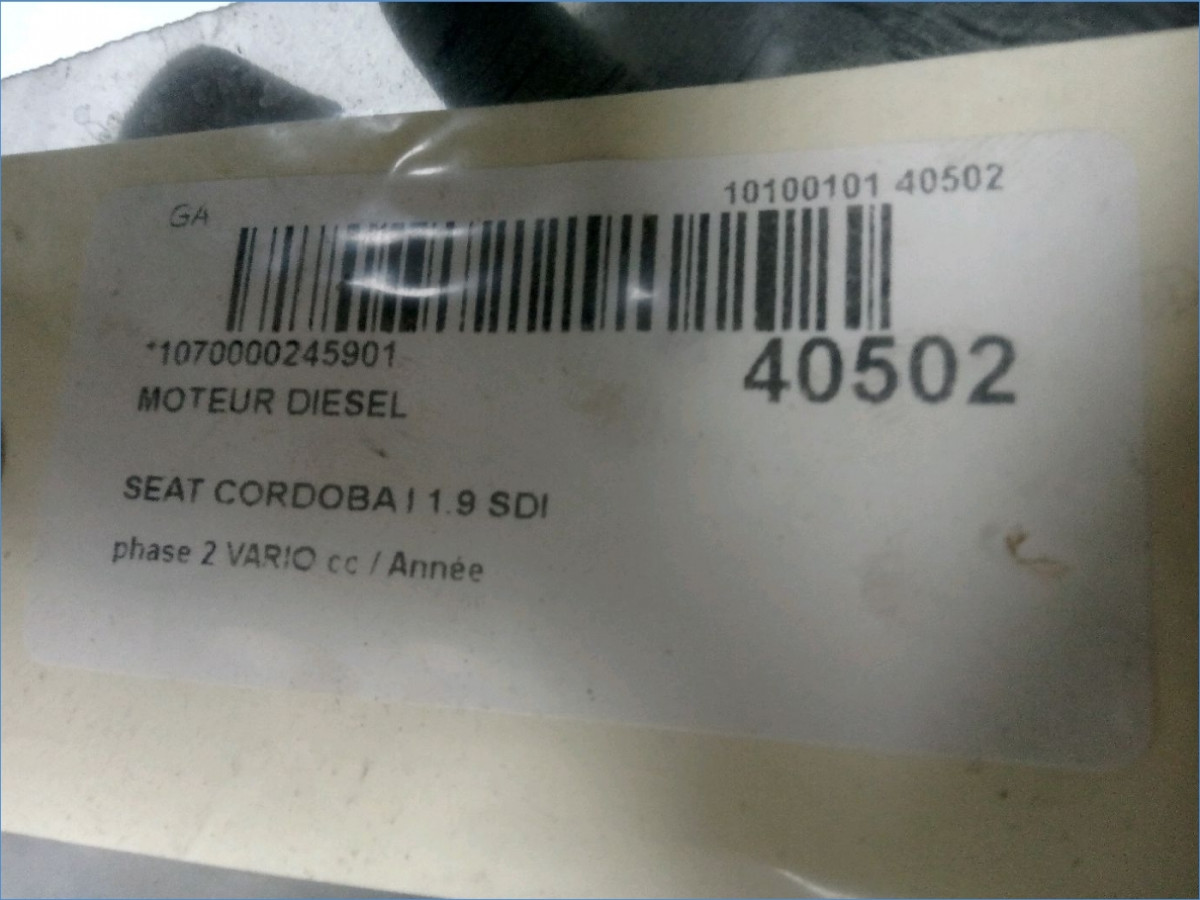 GA
10100101 40502
*1070000245901
40502
MOTEUR DIESEL
SEAT CORDOBA I 1.9 SDI
phase 2 VARIO cc / Année